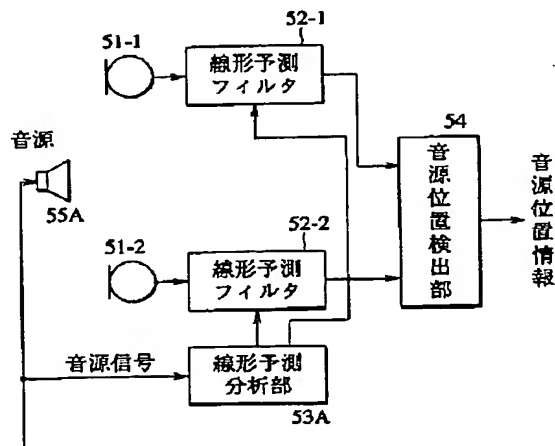 52-1
51-1
線形予測
フィルタ
54
音源
55A
音源位置検出部
音源位置情報
52-2
51-2
線形予測
フィルタ
音源信号
線形予測
分析部
53A